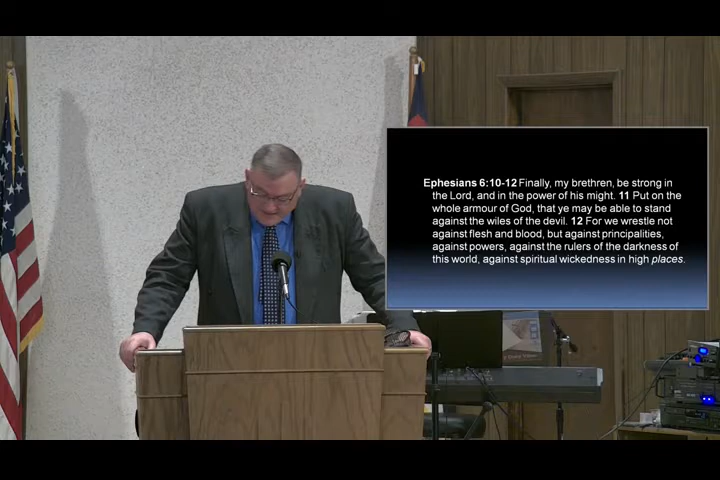 Ephesians 6:10-12 Finally, my brethren, be strong in
the Lord, and in the power of his might. 11 Put on the
whole armour of God, that ye may be able to stand
against the wiles of the devil. 12 For we wrestle not
against flesh and blood, but against principalities,
against powers, against the rulers of the darkness of
this world, against spiritual wickedness in high places.